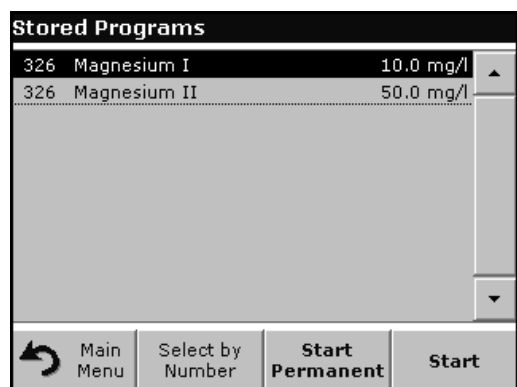 Stored Programs
326 Magnesium I 10.0 mg/l
326 Magnesium II 50.0 mg/l
Main Menu
Select by Number
Start Permanent
Start